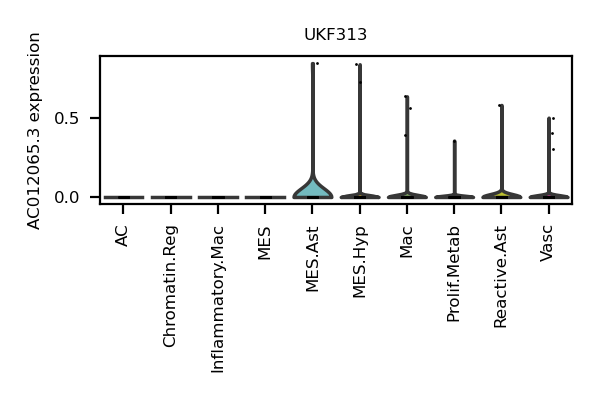 UKF313
AC012065.3 expression
0.5
0.0
AC
Chromatin.Reg
Inflammatory.Mac
MES
MES.Ast
MES.Hyp
Mac
Prolif.Metab
Reactive.Ast
Vasc